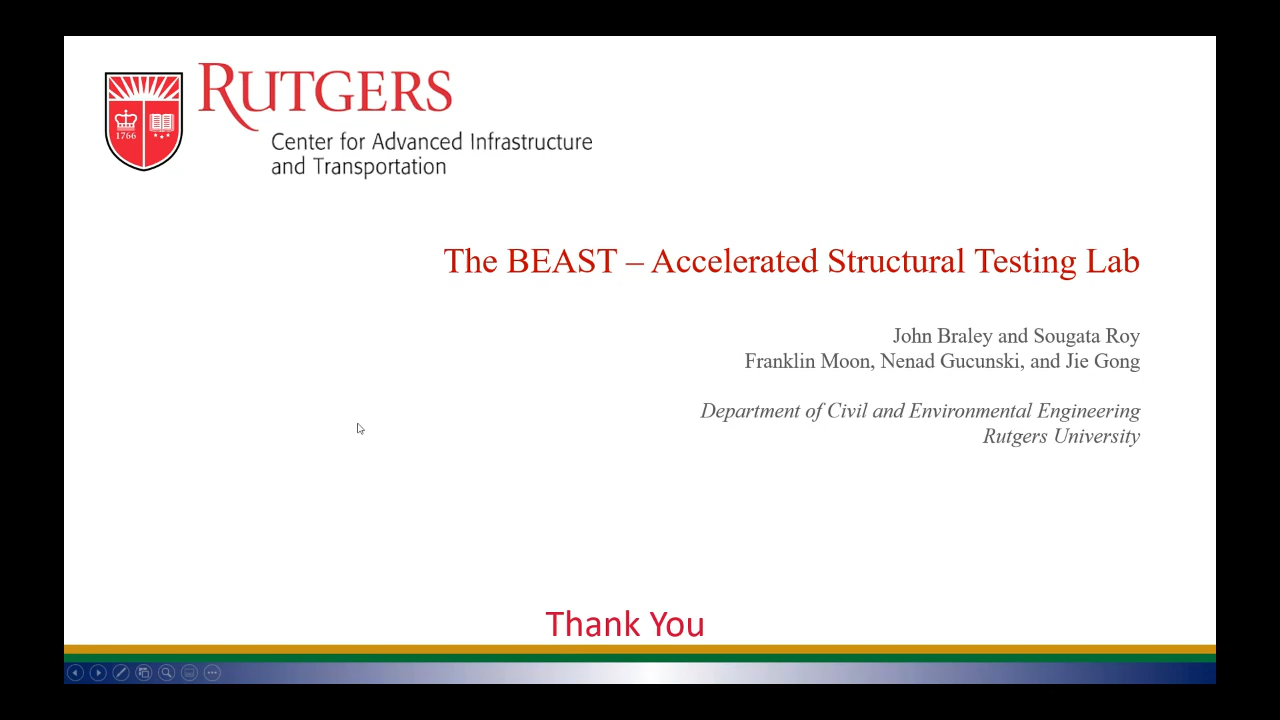 RUTGERS
1766
Center for Advanced Infrastructure
and Transportation
The BEAST – Accelerated Structural Testing Lab
John Braley and Sougata Roy
Franklin Moon, Nenad Gucunski, and Jie Gong
Department of Civil and Environmental Engineering
Rutgers University
Thank You